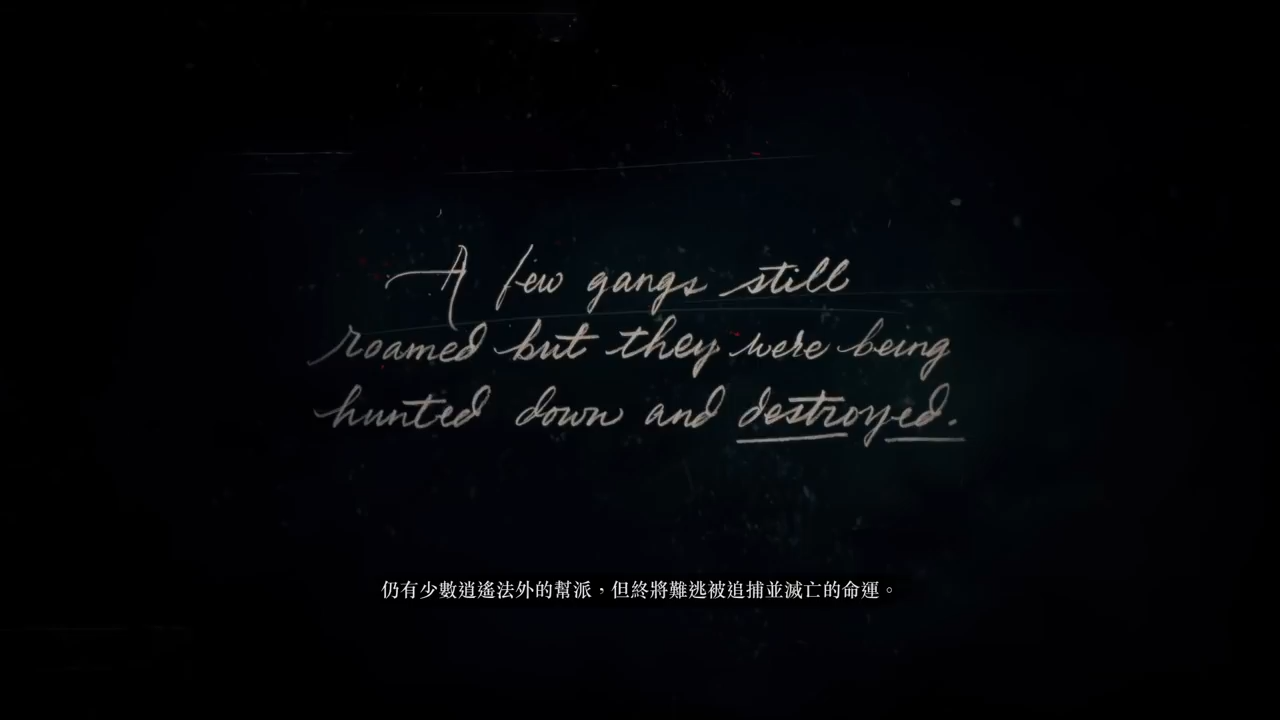 A few gangs still
roamed but they were being
hunted down and destroyed.
仍有少數逍遙法外的幫派，但終將難逃被追捕並滅亡的命運。